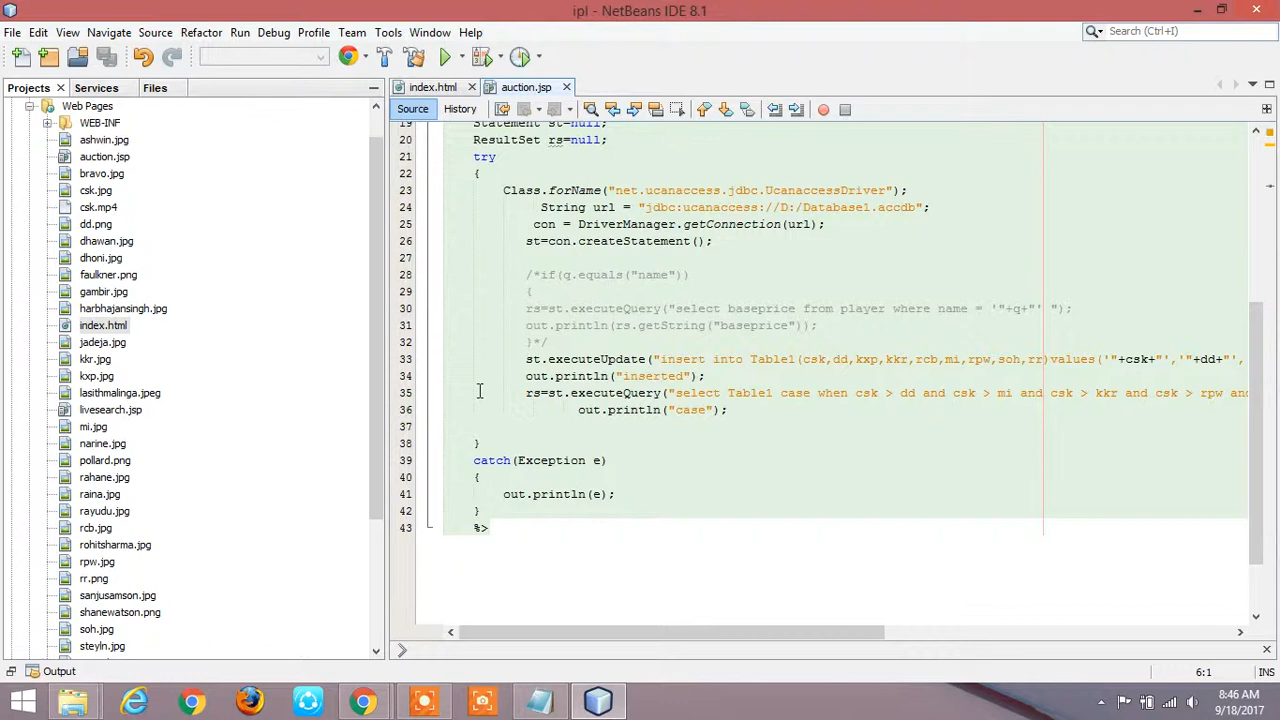 ipl - NetBeans IDE 8.1
File Edit View Navigate Source Refactor Run Debug Profile Team Tools Window Help
Search (Ctrl+I)
Projects Services Files
index.html auction.jsp
Source History
Web Pages
WEB-INF
ashwin.jpg
auction.jsp
bravo.jpg
csk.jpg
csk.mp4
dd.png
dhawan.jpg
dhoni.jpg
faulkner.png
gambir.jpg
harbhajansingh.jpg
index.html
jadeja.jpg
kkr.jpg
kxp.jpg
lasithmalinga.jpeg
livesearch.jsp
mi.jpg
narine.jpg
pollard.png
rahane.jpg
raina.jpg
rayudu.jpg
rcb.jpg
rohitsharma.jpg
rpw.jpg
rr.png
sanjusamson.jpg
shanewatson.png
soh.jpg
steyln.jpg
19 Statement st=null;
20 ResultSet rs=null;
21 try
22 {
23 Class.forName("net.ucanaccess.jdbc.UcanaccessDriver");
24 String url = "jdbc:ucanaccess://D:/Database1.accdb";
25 con = DriverManager.getConnection(url);
26 st=con.createStatement();
27
28 /*if(q.equals("name"))
29 {
30 rs=st.executeQuery("select baseprice from player where name = '"+q+"' ");
31 out.println(rs.getString("baseprice"));
32 }*/
33 st.executeUpdate("insert into Table1(csk,dd,kxp,kkr,rcb,mi,rpw,soh,rr)values('"+csk+"','"+dd+"',
34 out.println("inserted");
35 rs=st.executeQuery("select Table1 case when csk > dd and csk > mi and csk > kkr and csk > rpw an
36 out.println("case");
37
38 }
39 catch(Exception e)
40 {
41 out.println(e);
42 }
43 %>
Output
6:1 INS
8:46 AM
9/18/2017